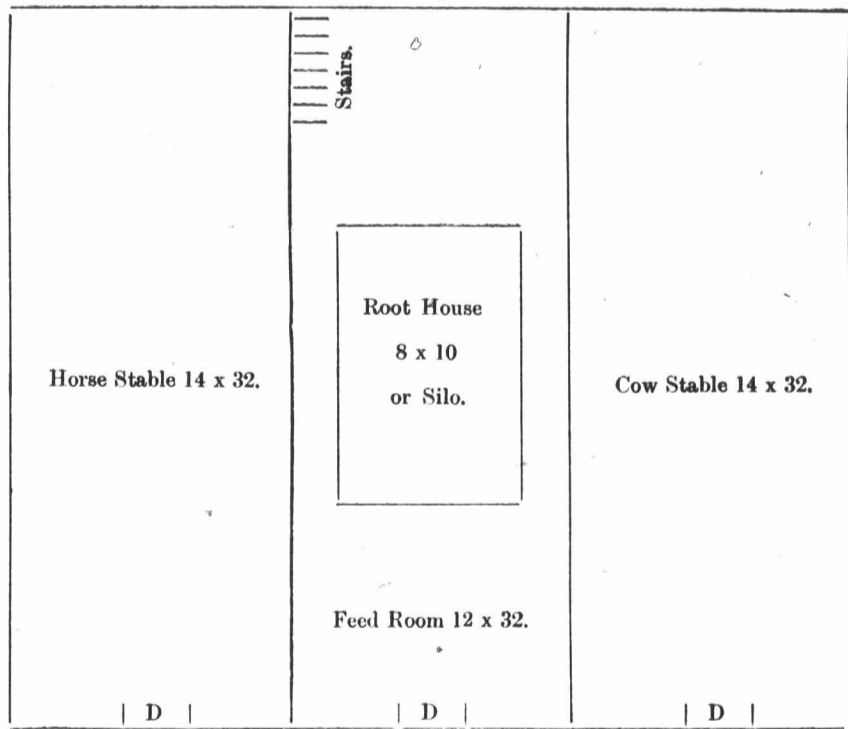 Stairs.
Root House
8 x 10
or Silo.
Horse Stable 14 x 32.
Cow Stable 14 x 32.
Feed Room 12 x 32.
D
D
D